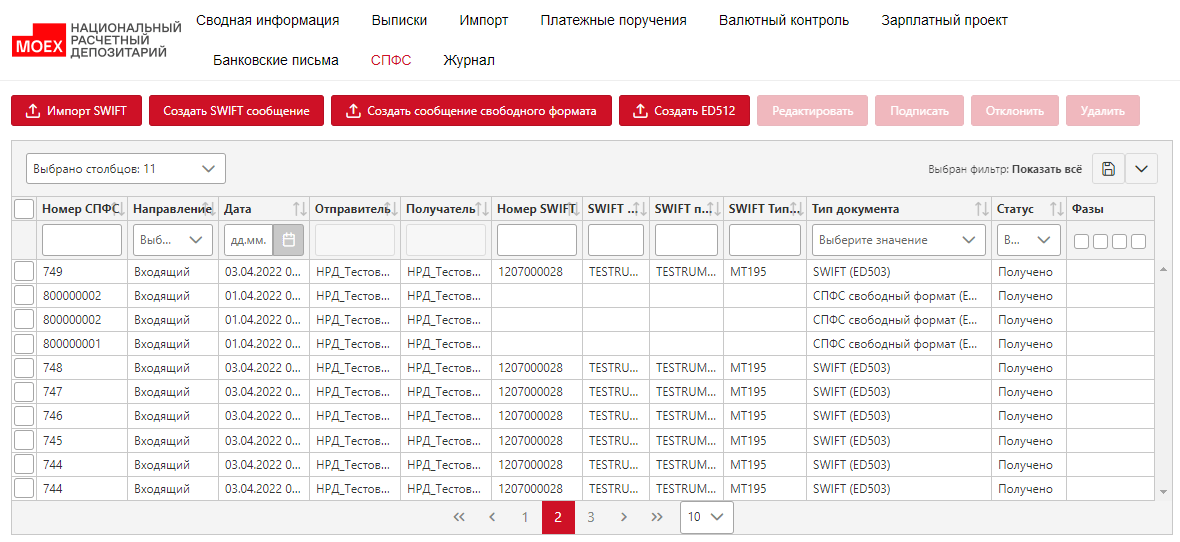 MOEX НАЦИОНАЛЬНЫЙ РАСЧЕТНЫЙ ДЕПОЗИТАРИЙ
Сводная информация Выписки Импорт Платежные поручения Валютный контроль Зарплатный проект
Банковские письма СПФС Журнал
Импорт SWIFT Создать SWIFT сообщение Создать сообщение свободного формата Создать ED512 Редактировать Подписать Отклонить Удалить
Выбрано столбцов: 11 Выбран фильтр: Показать всё
Номер СПФС Направление Дата Отправитель Получатель Номер SWIFT SWIFT ... SWIFT п... SWIFT Тип... Тип документа Статус Фазы
Выб... дд.мм. Выберите значение В...
749 Входящий 03.04.2022 0... НРД_Тестов... НРД_Тестов... 1207000028 TESTRU... TESTRUM... MT195 SWIFT (ED503) Получено
800000002 Входящий 01.04.2022 0... НРД_Тестов... НРД_Тестов... СПФС свободный формат (E... Получено
800000002 Входящий 01.04.2022 0... НРД_Тестов... НРД_Тестов... СПФС свободный формат (E... Получено
800000001 Входящий 01.04.2022 0... НРД_Тестов... НРД_Тестов... СПФС свободный формат (E... Получено
748 Входящий 03.04.2022 0... НРД_Тестов... НРД_Тестов... 1207000028 TESTRU... TESTRUM... MT195 SWIFT (ED503) Получено
747 Входящий 03.04.2022 0... НРД_Тестов... НРД_Тестов... 1207000028 TESTRU... TESTRUM... MT195 SWIFT (ED503) Получено
746 Входящий 03.04.2022 0... НРД_Тестов... НРД_Тестов... 1207000028 TESTRU... TESTRUM... MT195 SWIFT (ED503) Получено
745 Входящий 03.04.2022 0... НРД_Тестов... НРД_Тестов... 1207000028 TESTRU... TESTRUM... MT195 SWIFT (ED503) Получено
744 Входящий 03.04.2022 0... НРД_Тестов... НРД_Тестов... 1207000028 TESTRU... TESTRUM... MT195 SWIFT (ED503) Получено
744 Входящий 03.04.2022 0... НРД_Тестов... НРД_Тестов... 1207000028 TESTRU... TESTRUM... MT195 SWIFT (ED503) Получено
1 2 3 10